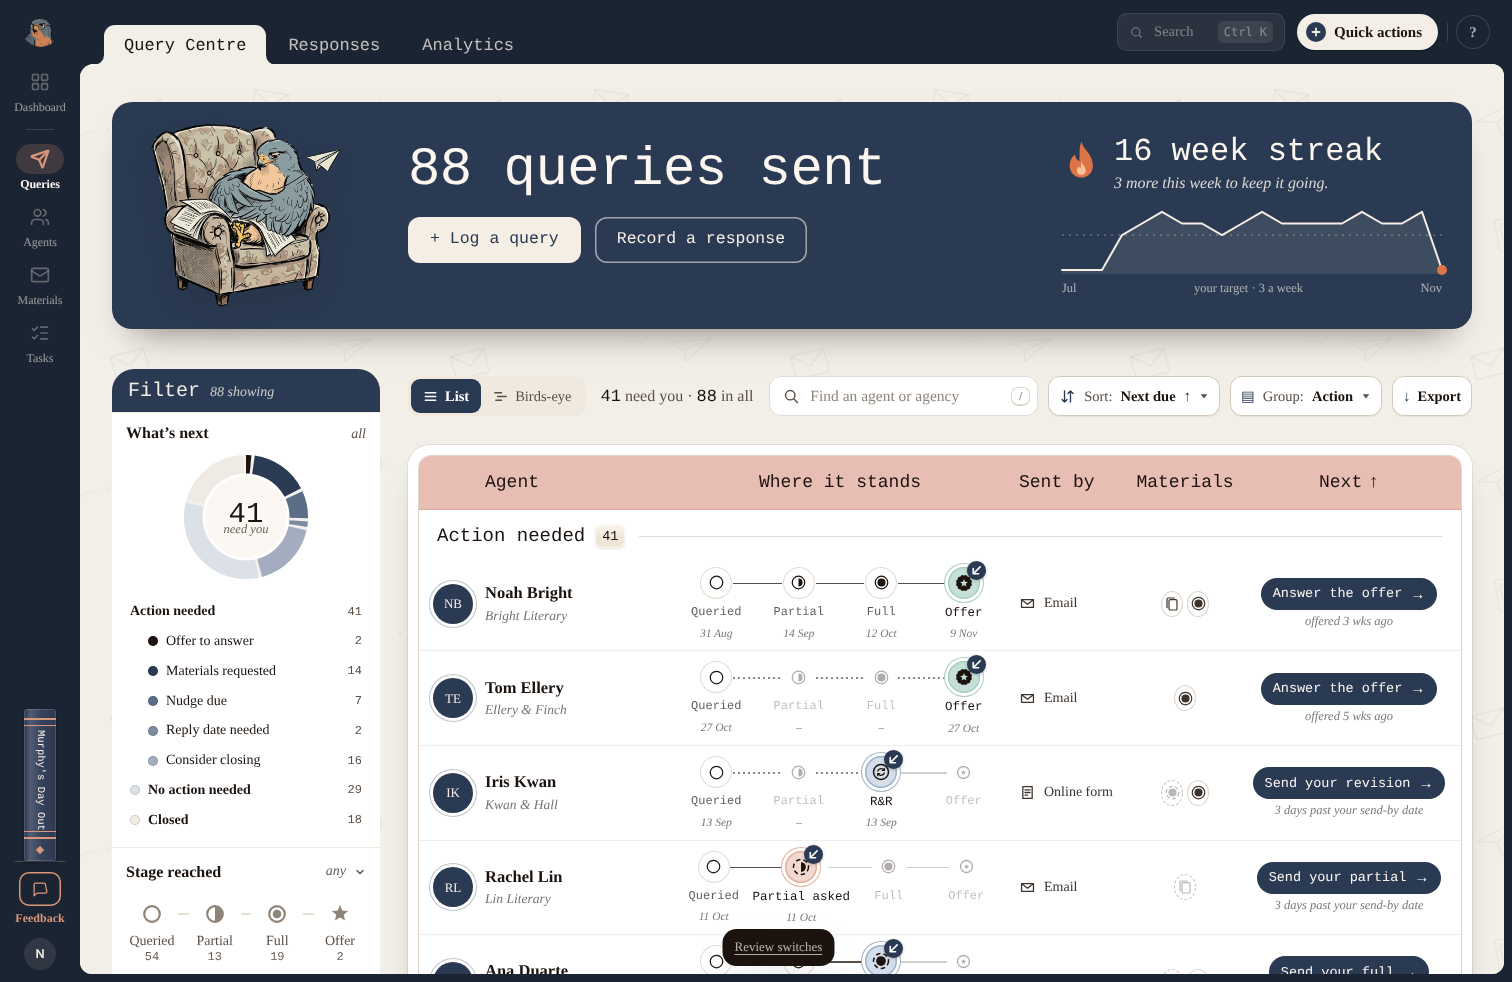 Query Centre
Responses
Analytics
Search
Ctrl K
Quick actions
?
Dashboard
Queries
Agents
Materials
Tasks
Murphy's Day Out
Feedback
N
88 queries sent
+ Log a query
Record a response
16 week streak
3 more this week to keep it going.
Jul
your target · 3 a week
Nov
Filter 88 showing
What's next
all
41
need you
Action needed 41
Offer to answer 2
Materials requested 14
Nudge due 7
Reply date needed 2
Consider closing 16
No action needed 29
Closed 18
Stage reached
any
Queried Partial Full Offer
54 13 19 2
List
Birds-eye
41 need you · 88 in all
Find an agent or agency
/
Sort: Next due ↑
Group: Action
↓ Export
Agent Where it stands Sent by Materials Next ↑
Action needed 41
NB
Noah Bright
Bright Literary
Queried Partial Full Offer
31 Aug 14 Sep 12 Oct 9 Nov
Email
Answer the offer →
offered 3 wks ago
TE
Tom Ellery
Ellery & Finch
Queried Partial Full Offer
27 Oct – – 27 Oct
Email
Answer the offer →
offered 5 wks ago
IK
Iris Kwan
Kwan & Hall
Queried Partial R&R Offer
13 Sep – 13 Sep
Online form
Send your revision →
3 days past your send-by date
RL
Rachel Lin
Lin Literary
Queried Partial asked Full Offer
11 Oct 11 Oct
Email
Send your partial →
3 days past your send-by date
Review switches
Ana Duarte
Send your full →